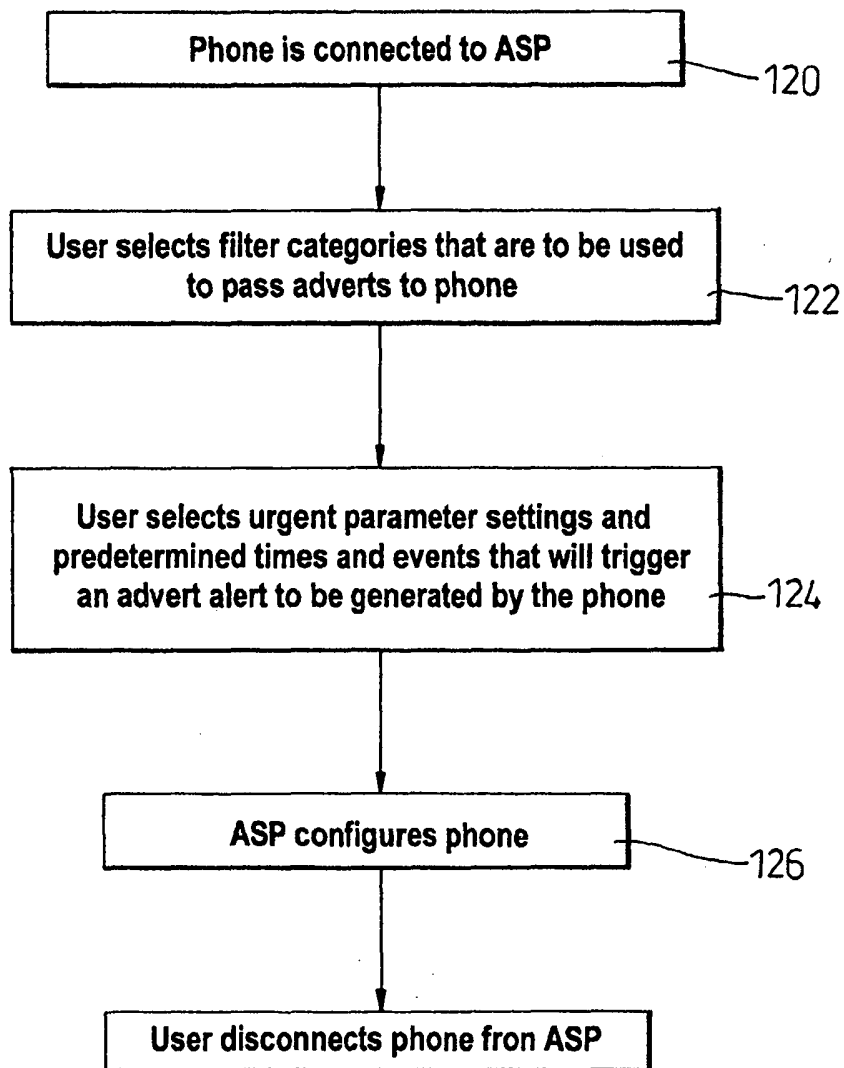 Phone is connected to ASP
120
User selects filter categories that are to be used
to pass adverts to phone
122
User selects urgent parameter settings and
predetermined times and events that will trigger
an advert alert to be generated by the phone
124
ASP configures phone
126
User disconnects phone fron ASP